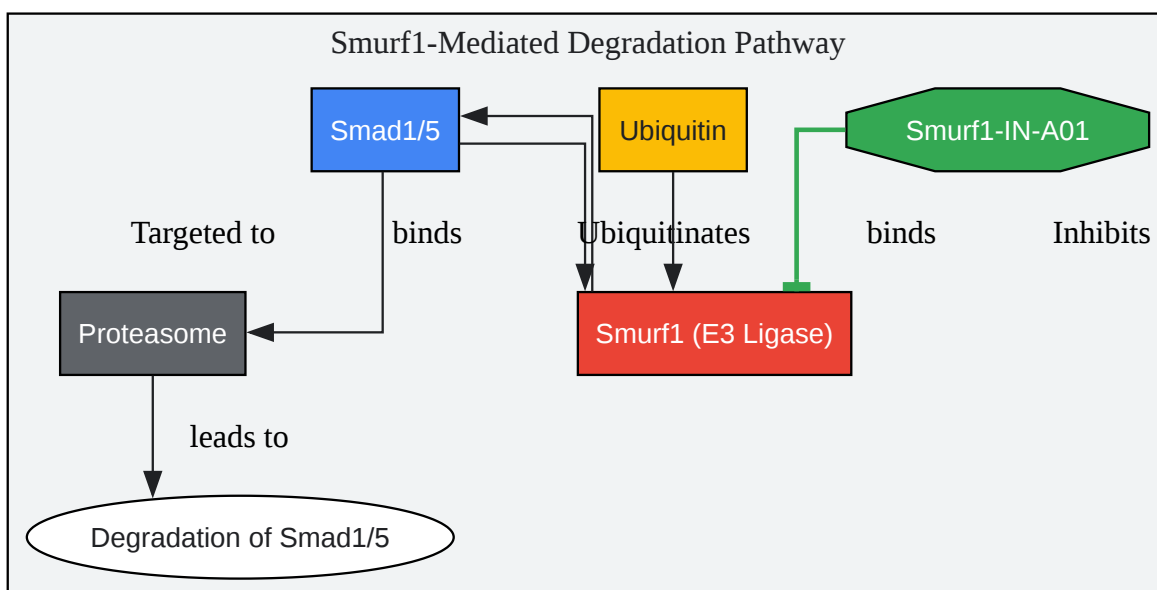 Smurf1-Mediated Degradation Pathway
Smad1/5
Ubiquitin
Smurf1-IN-A01
Targeted to
binds
Ubiquitinates
binds
Inhibits
Proteasome
Smurf1 (E3 Ligase)
leads to
Degradation of Smad1/5